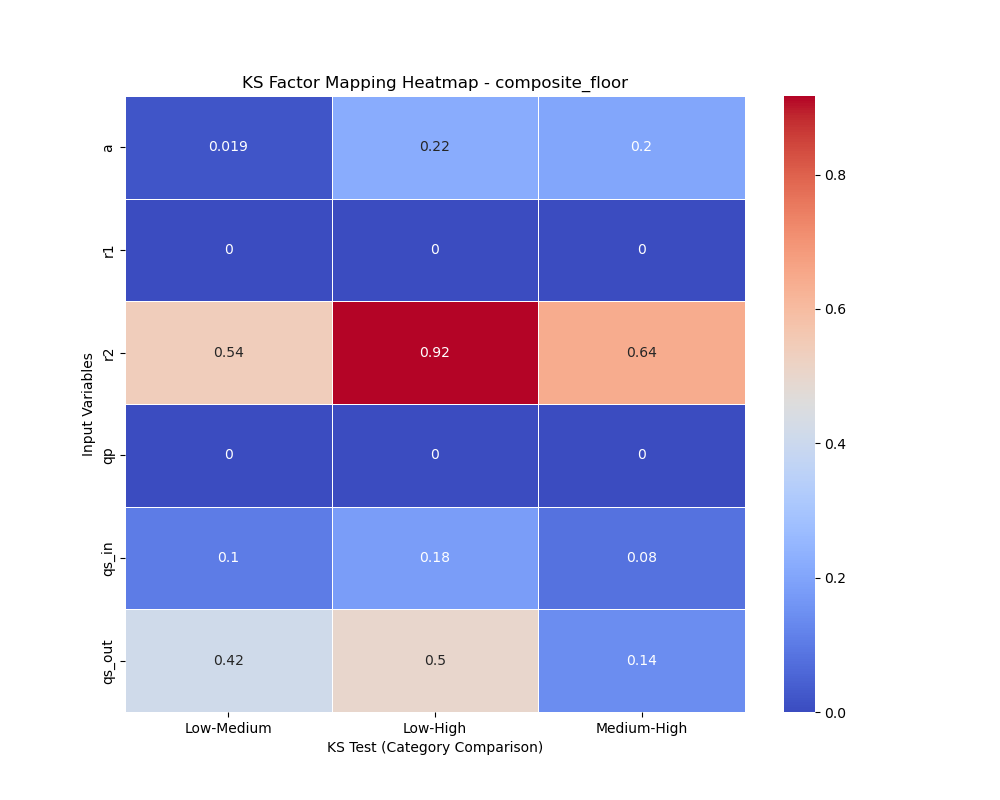 KS Factor Mapping Heatmap - composite_floor
a
0.019
0.22
0.2
r1
0
0
0
r2
0.54
0.92
0.64
qp
0
0
0
qs_in
0.1
0.18
0.08
qs_out
0.42
0.5
0.14
Input Variables
Low-Medium
Low-High
Medium-High
KS Test (Category Comparison)
0.8
0.6
0.4
0.2
0.0